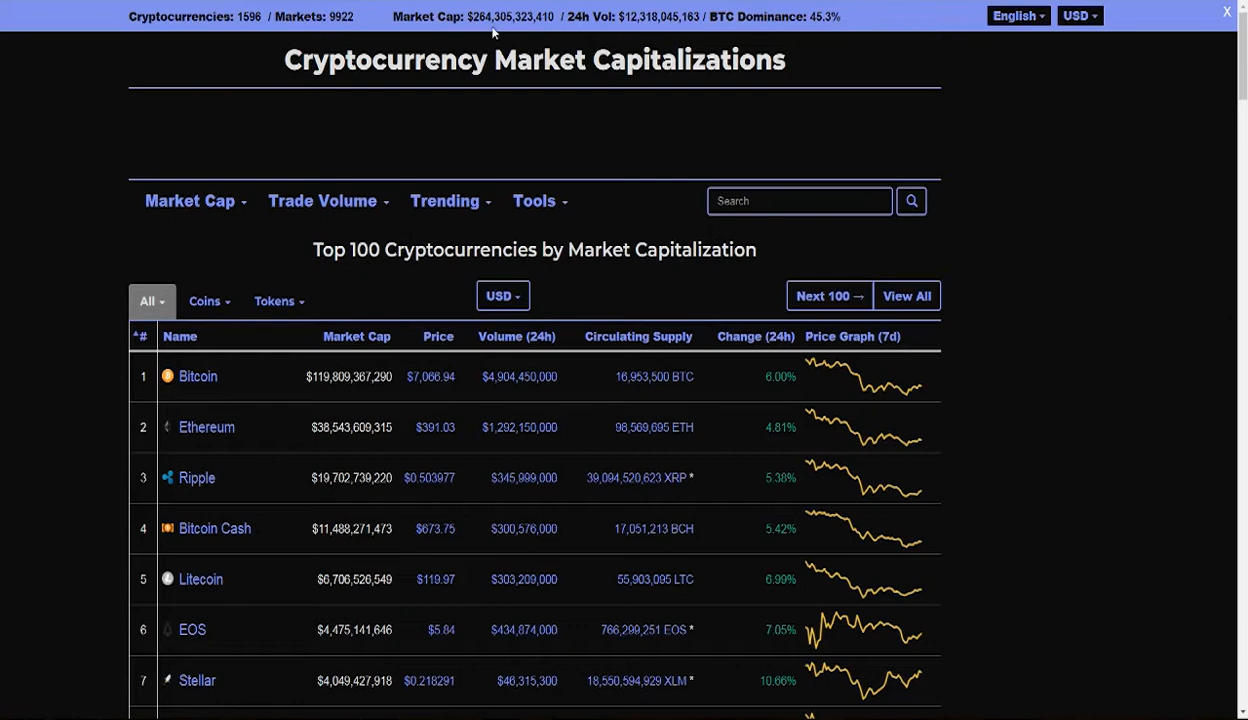 Cryptocurrencies: 1596 / Markets: 9922 Market Cap: $264,305,323,410 / 24h Vol: $12,318,045,163 / BTC Dominance: 45.3% English USD X
Cryptocurrency Market Capitalizations
Market Cap Trade Volume Trending Tools Search
Top 100 Cryptocurrencies by Market Capitalization
All Coins Tokens USD Next 100 → View All
# Name Market Cap Price Volume (24h) Circulating Supply Change (24h) Price Graph (7d)
1 Bitcoin $119,809,367,290 $7,066.94 $4,904,450,000 16,953,500 BTC 6.00%
2 Ethereum $38,543,609,315 $391.03 $1,292,150,000 98,569,695 ETH 4.81%
3 Ripple $19,702,739,220 $0.503977 $345,999,000 39,094,520,623 XRP * 5.38%
4 Bitcoin Cash $11,488,271,473 $673.75 $300,576,000 17,051,213 BCH 5.42%
5 Litecoin $6,706,526,549 $119.97 $303,209,000 55,903,095 LTC 6.99%
6 EOS $4,475,141,646 $5.84 $434,874,000 766,299,251 EOS * 7.05%
7 Stellar $4,049,427,918 $0.218291 $46,315,300 18,550,594,929 XLM * 10.66%